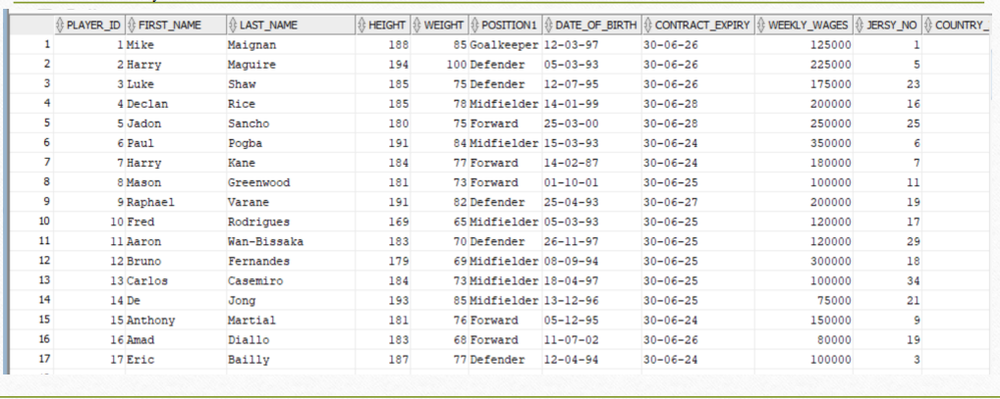 PLAYER_ID FIRST_NAME LAST_NAME HEIGHT WEIGHT POSITION1 DATE_OF_BIRTH CONTRACT_EXPIRY WEEKLY_WAGES JERSY_NO COUNTRY_
1 1 Mike Maignan 188 85 Goalkeeper 12-03-97 30-06-26 125000 1
2 2 Harry Maguire 194 100 Defender 05-03-93 30-06-26 225000 5
3 3 Luke Shaw 185 75 Defender 12-07-95 30-06-26 175000 23
4 4 Declan Rice 185 78 Midfielder 14-01-99 30-06-28 200000 16
5 5 Jadon Sancho 180 75 Forward 25-03-00 30-06-28 250000 25
6 6 Paul Pogba 191 84 Midfielder 15-03-93 30-06-24 350000 6
7 7 Harry Kane 184 77 Forward 14-02-87 30-06-24 180000 7
8 8 Mason Greenwood 181 73 Forward 01-10-01 30-06-25 100000 11
9 9 Raphael Varane 191 82 Defender 25-04-93 30-06-27 200000 19
10 10 Fred Rodrigues 169 65 Midfielder 05-03-93 30-06-25 120000 17
11 11 Aaron Wan-Bissaka 183 70 Defender 26-11-97 30-06-25 120000 29
12 12 Bruno Fernandes 179 69 Midfielder 08-09-94 30-06-25 300000 18
13 13 Carlos Casemiro 184 73 Midfielder 18-04-97 30-06-25 100000 34
14 14 De Jong 193 85 Midfielder 13-12-96 30-06-25 75000 21
15 15 Anthony Martial 181 76 Forward 05-12-95 30-06-24 150000 9
16 16 Amad Diallo 183 68 Forward 11-07-02 30-06-26 80000 19
17 17 Eric Bailly 187 77 Defender 12-04-94 30-06-24 100000 3